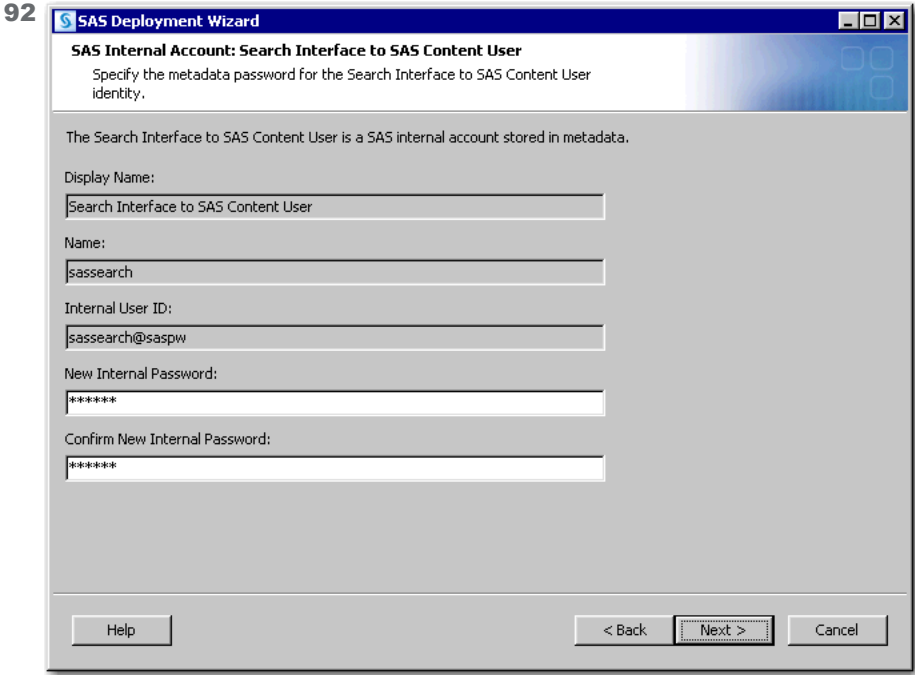 92
SAS Deployment Wizard
SAS Internal Account: Search Interface to SAS Content User
Specify the metadata password for the Search Interface to SAS Content User
identity.
The Search Interface to SAS Content User is a SAS internal account stored in metadata.
Display Name:
Search Interface to SAS Content User
Name:
sassearch
Internal User ID:
sassearch@saspw
New Internal Password:
******
Confirm New Internal Password:
******
Help < Back Next > Cancel